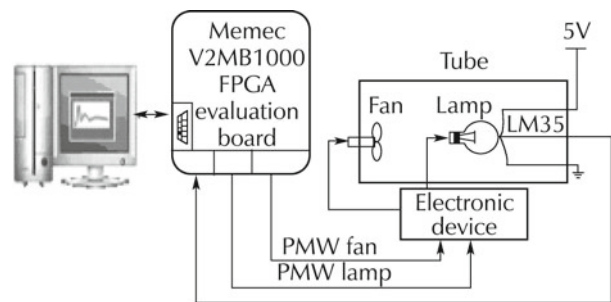 Memec
V2MB1000
FPGA
evaluation
board
5V
Tube
Fan
Lamp
LM35
Electronic
device
PMW fan
PMW lamp